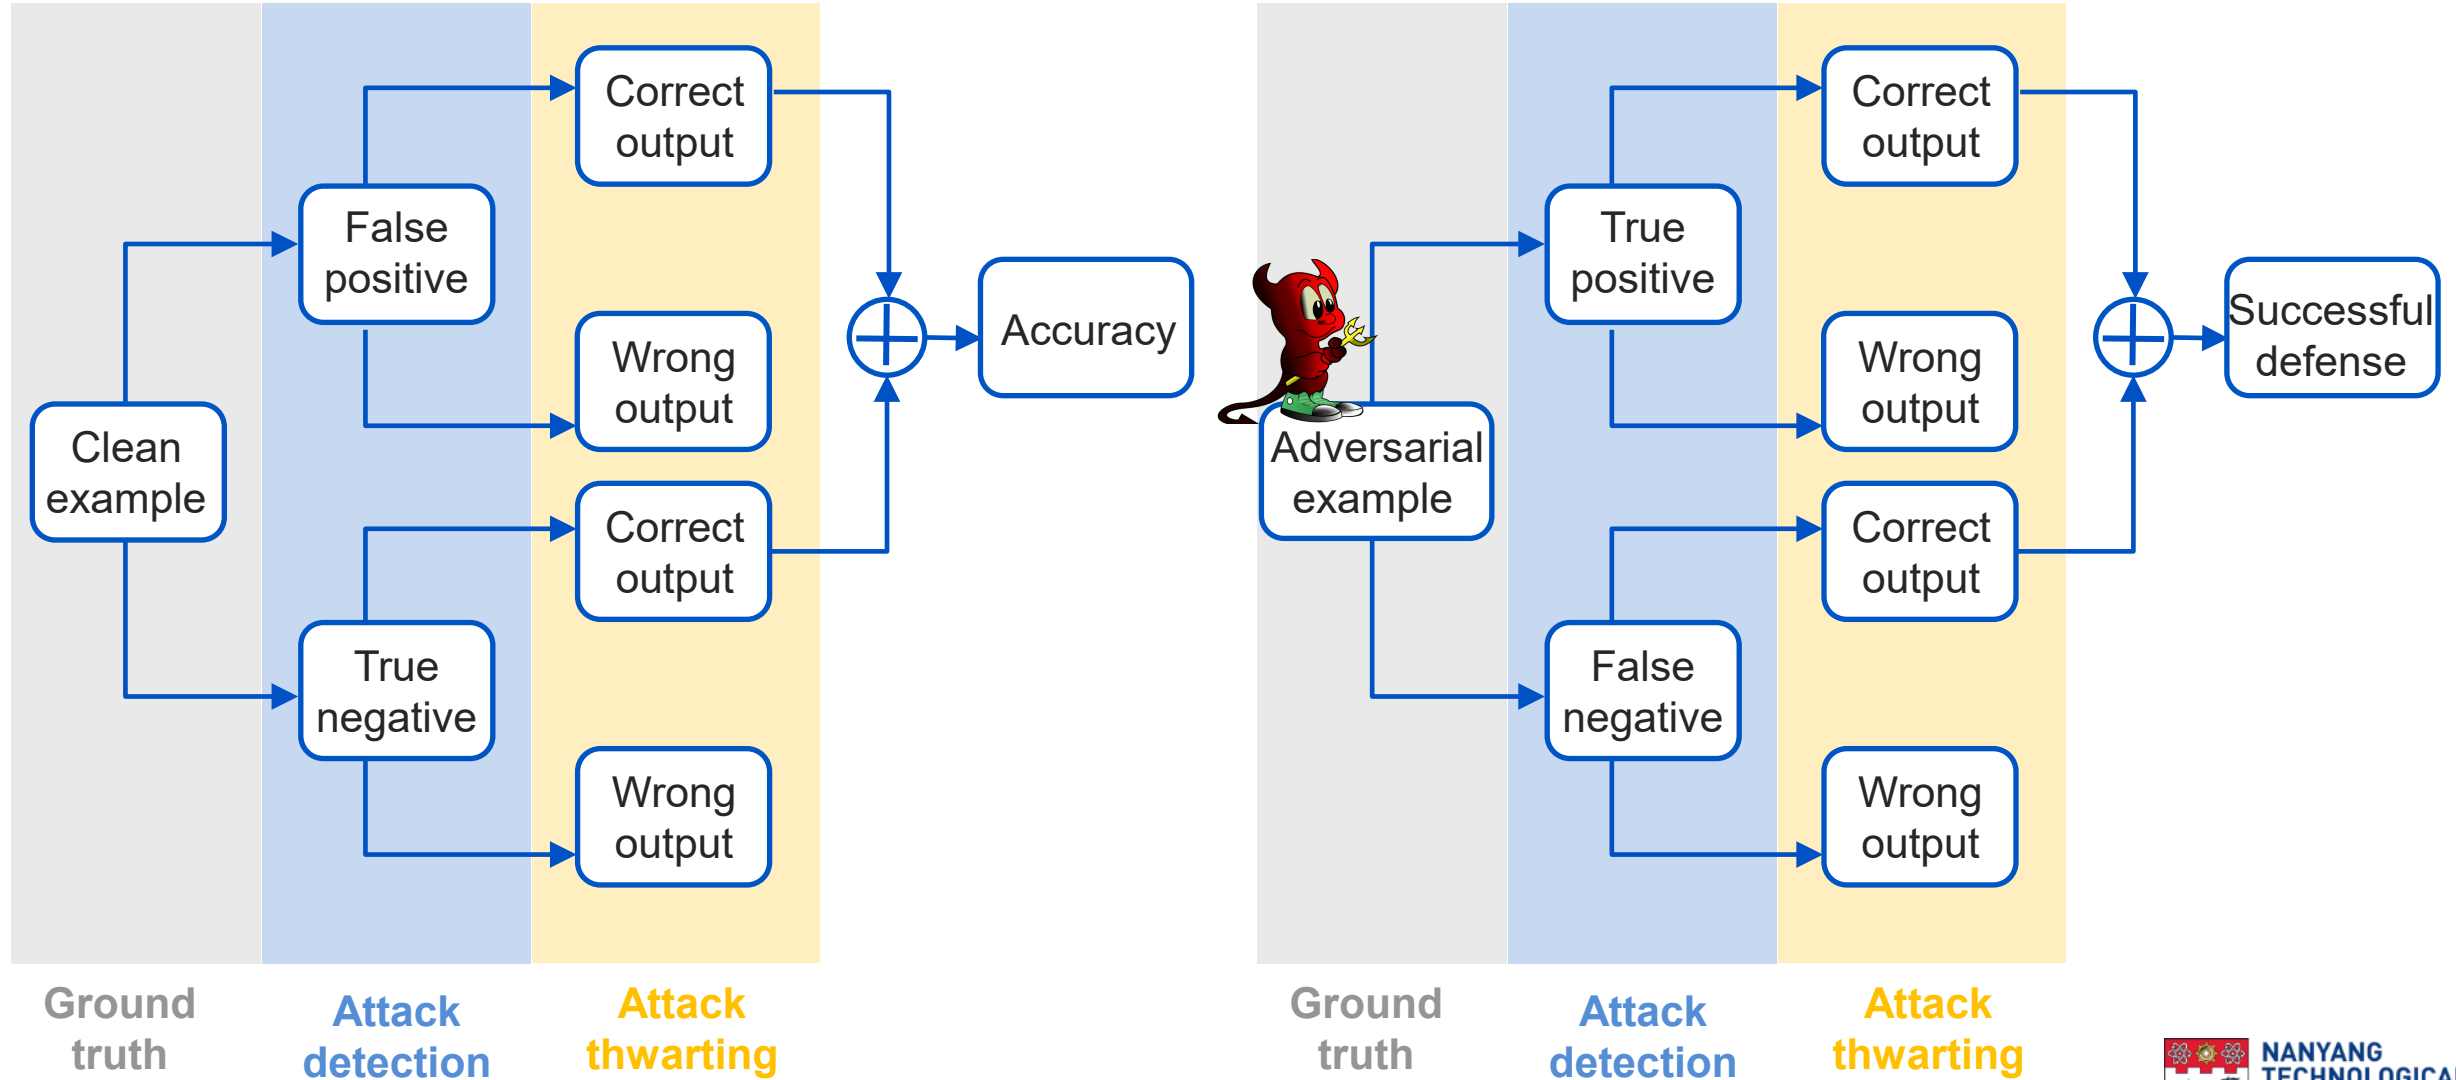 Correct
output
False
positive
Wrong
output
Accuracy
Clean
example
Correct
output
True
negative
Wrong
output
Ground
truth
Attack
detection
Attack
thwarting
Correct
output
True
positive
Wrong
output
Successful
defense
Adversarial
example
Correct
output
False
negative
Wrong
output
Ground
truth
Attack
detection
Attack
thwarting
NANYANG
TECHNOLOGICAL